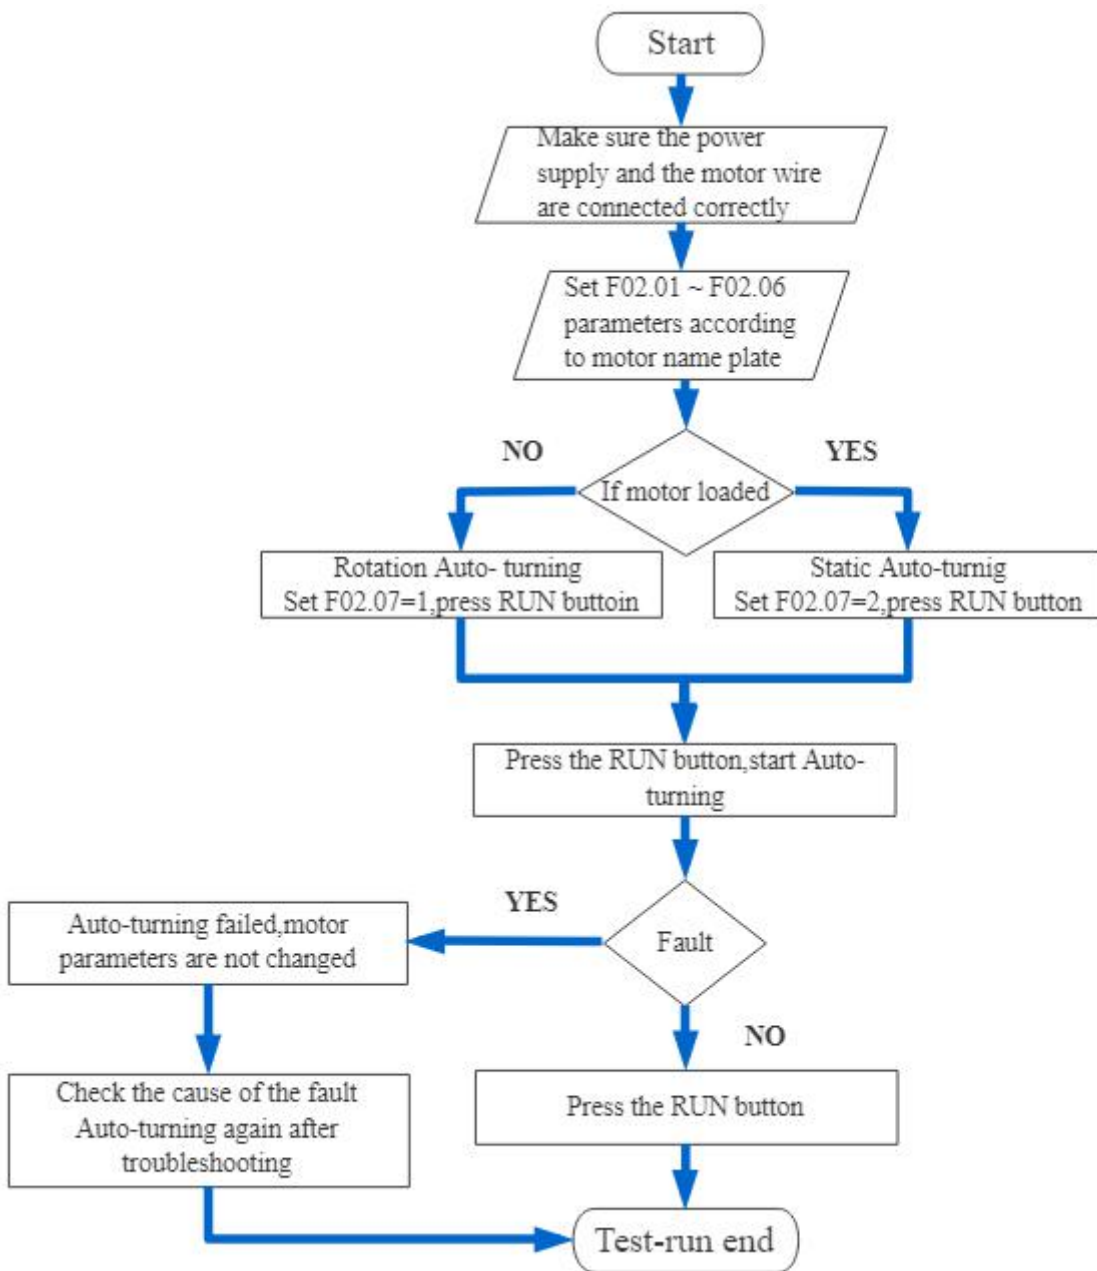 Start
Make sure the power
supply and the motor wire
are connected correctly
Set F02.01 ~ F02.06
parameters according
to motor name plate
NO
YES
If motor loaded
Rotation Auto- turning
Set F02.07=1,press RUN buttoin
Static Auto-turnig
Set F02.07=2,press RUN button
Press the RUN button,start Auto-
turning
YES
Fault
Auto-turning failed,motor
parameters are not changed
NO
Check the cause of the fault
Auto-turning again after
troubleshooting
Press the RUN button
Test-run end